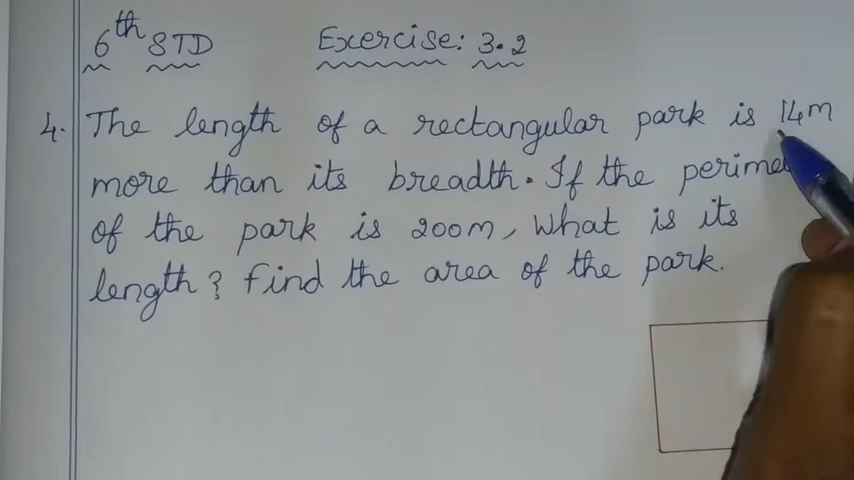 6th STD Exercise: 3.2
4. The length of a rectangular park is 14m
more than its breadth. If the
of the park is 200m, what is its
length? find the area of the park.